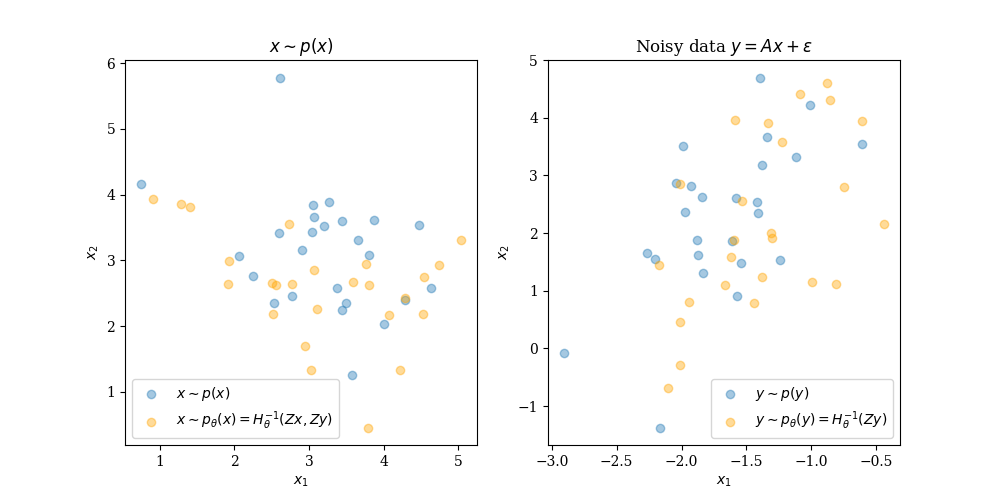 x ∼ p(x)
6
5
4
3
2
1
x₂
x ∼ p(x)
x ∼ p_θ(x) = H_θ^{-1}(Zx, Zy)
1 2 3 4 5
x₁
Noisy data y = Ax + ε
5
4
3
2
1
0
−1
x₂
y ∼ p(y)
y ∼ p_θ(y) = H_θ^{-1}(Zy)
−3.0 −2.5 −2.0 −1.5 −1.0 −0.5
x₁